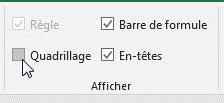 Règle Barre de formule
Quadrillage En-têtes
Afficher